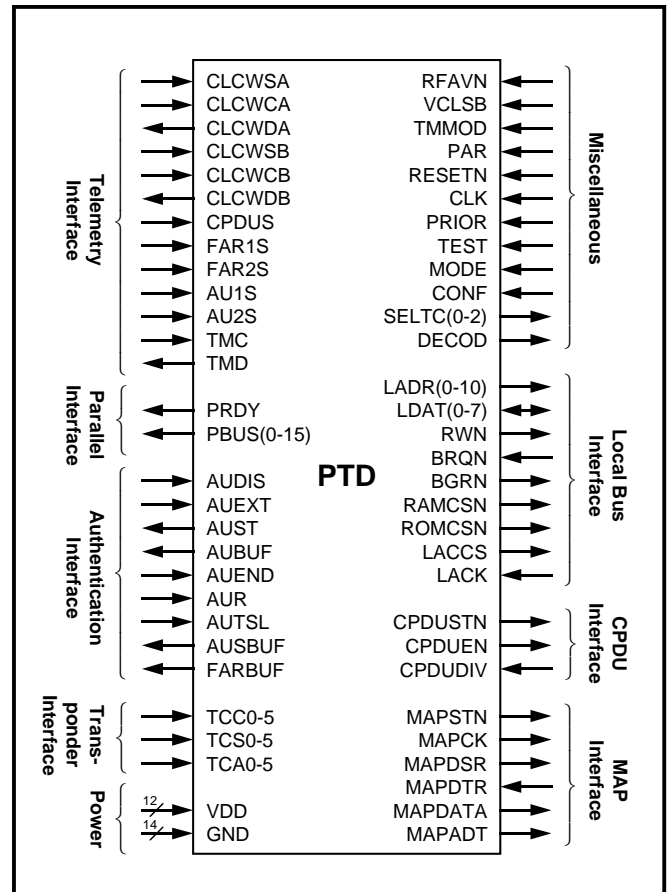 Telemetry
Interface
CLCWSA
CLCWCA
CLCWDA
CLCWSB
CLCWCB
CLCWDB
CPDUS
FAR1S
FAR2S
AU1S
AU2S
TMC
TMD
Parallel
Interface
PRDY
PBUS(0-15)
Authentication
Interface
AUDIS
AUEXT
AUST
AUBUF
AUEND
AUR
AUTSL
AUSBUF
FARBUF
Trans-
ponder
Interface
TCC0-5
TCS0-5
TCA0-5
Power
12
VDD
14
GND
PTD
RFAVN
VCLSB
TMMOD
PAR
RESETN
CLK
PRIOR
TEST
MODE
CONF
SELTC(0-2)
DECOD
Miscellaneous
LADR(0-10)
LDAT(0-7)
RWN
BRQN
BGRN
RAMCSN
ROMCSN
LACCS
LACK
Local Bus
Interface
CPDUSTN
CPDUEN
CPDUDIV
CPDU
Interface
MAPSTN
MAPCK
MAPDSR
MAPDTR
MAPDATA
MAPADT
MAP
Interface